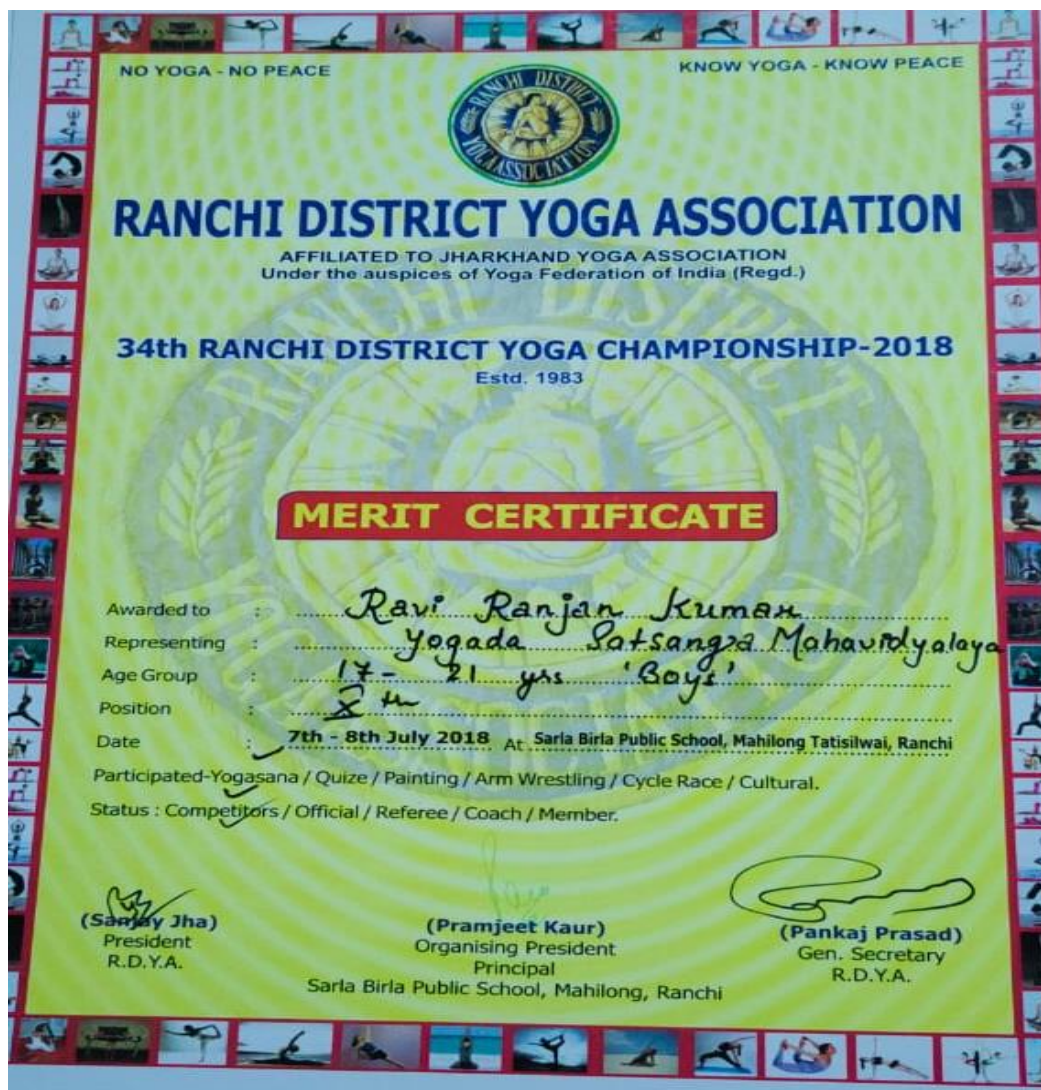 NO YOGA - NO PEACE
KNOW YOGA - KNOW PEACE
RANCHI DISTRICT YOGA ASSOCIATION
RANCHI DISTRICT YOGA ASSOCIATION
AFFILIATED TO JHARKHAND YOGA ASSOCIATION
Under the auspices of Yoga Federation of India (Regd.)
34th RANCHI DISTRICT YOGA CHAMPIONSHIP-2018
Estd. 1983
MERIT CERTIFICATE
Awarded to : Ravi Ranjan Kumar
Representing : Yogada Satsanga Mahavidyalaya
Age Group : 17- 21 yrs 'Boys'
Position : Xth
Date : 7th - 8th July 2018 At Sarla Birla Public School, Mahilong Tatisilwai, Ranchi
Participated-Yogasana / Quize / Painting / Arm Wrestling / Cycle Race / Cultural.
Status : Competitors / Official / Referee / Coach / Member.
(Sanjay Jha)
President
R.D.Y.A.
(Pramjeet Kaur)
Organising President
Principal
Sarla Birla Public School, Mahilong, Ranchi
(Pankaj Prasad)
Gen. Secretary
R.D.Y.A.